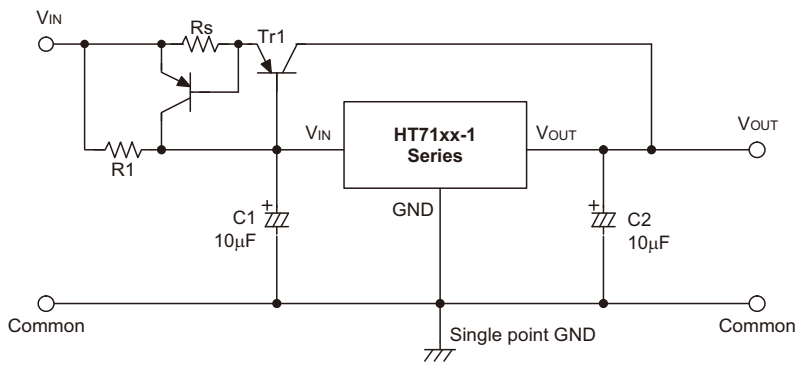 VIN
Rs
Tr1
R1
VIN
HT71xx-1
Series
VOUT
VOUT
GND
C1
10μF
C2
10μF
+
+
Common
Single point GND
Common